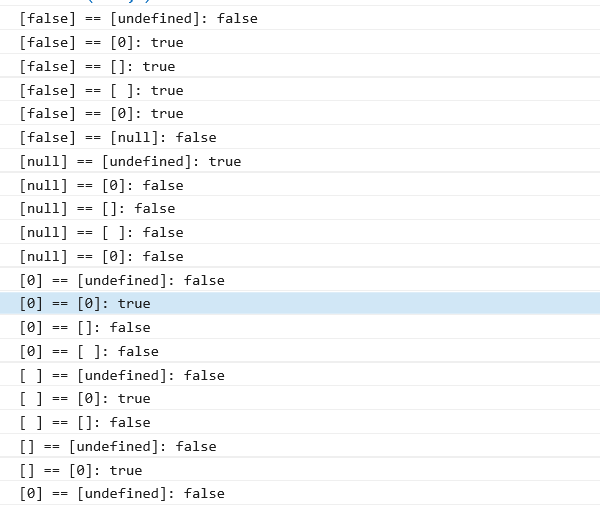 [false] == [undefined]: false
[false] == [0]: true
[false] == []: true
[false] == [ ]: true
[false] == [0]: true
[false] == [null]: false
[null] == [undefined]: true
[null] == [0]: false
[null] == []: false
[null] == [ ]: false
[null] == [0]: false
[0] == [undefined]: false
[0] == [0]: true
[0] == []: false
[0] == [ ]: false
[ ] == [undefined]: false
[ ] == [0]: true
[ ] == []: false
[] == [undefined]: false
[] == [0]: true
[0] == [undefined]: false